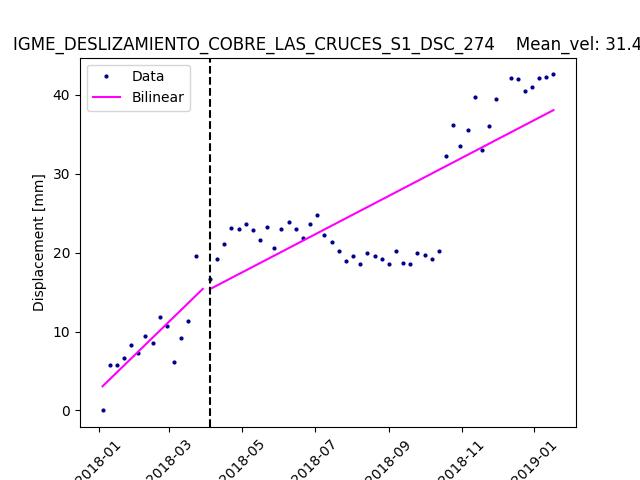 IGME_DESLIZAMIENTO_COBRE_LAS_CRUCES_S1_DSC_274 Mean_vel: 31.4
Data
Bilinear
Displacement [mm]
40
30
20
10
0
2018-01 2018-03 2018-05 2018-07 2018-09 2018-11 2019-01